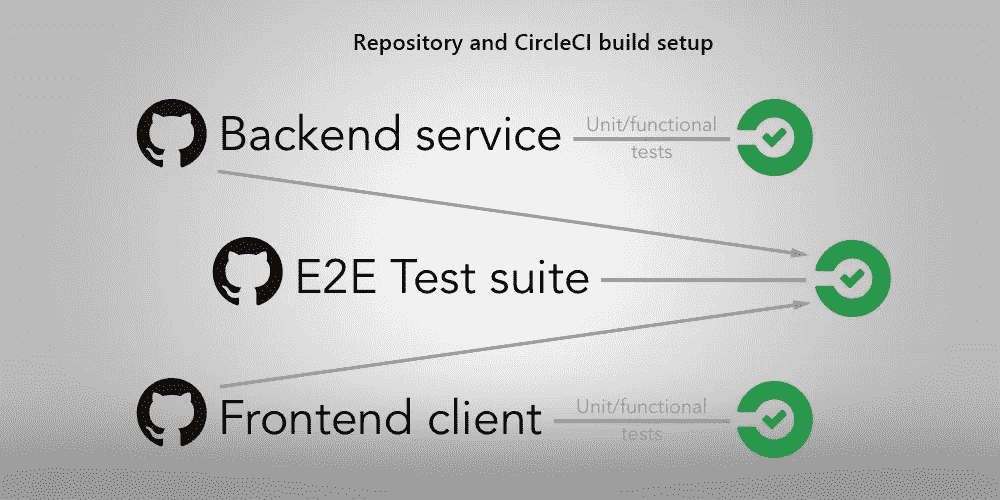 Repository and CircleCI build setup
Backend service
Unit/functional
tests
E2E Test suite
Frontend client
Unit/functional
tests